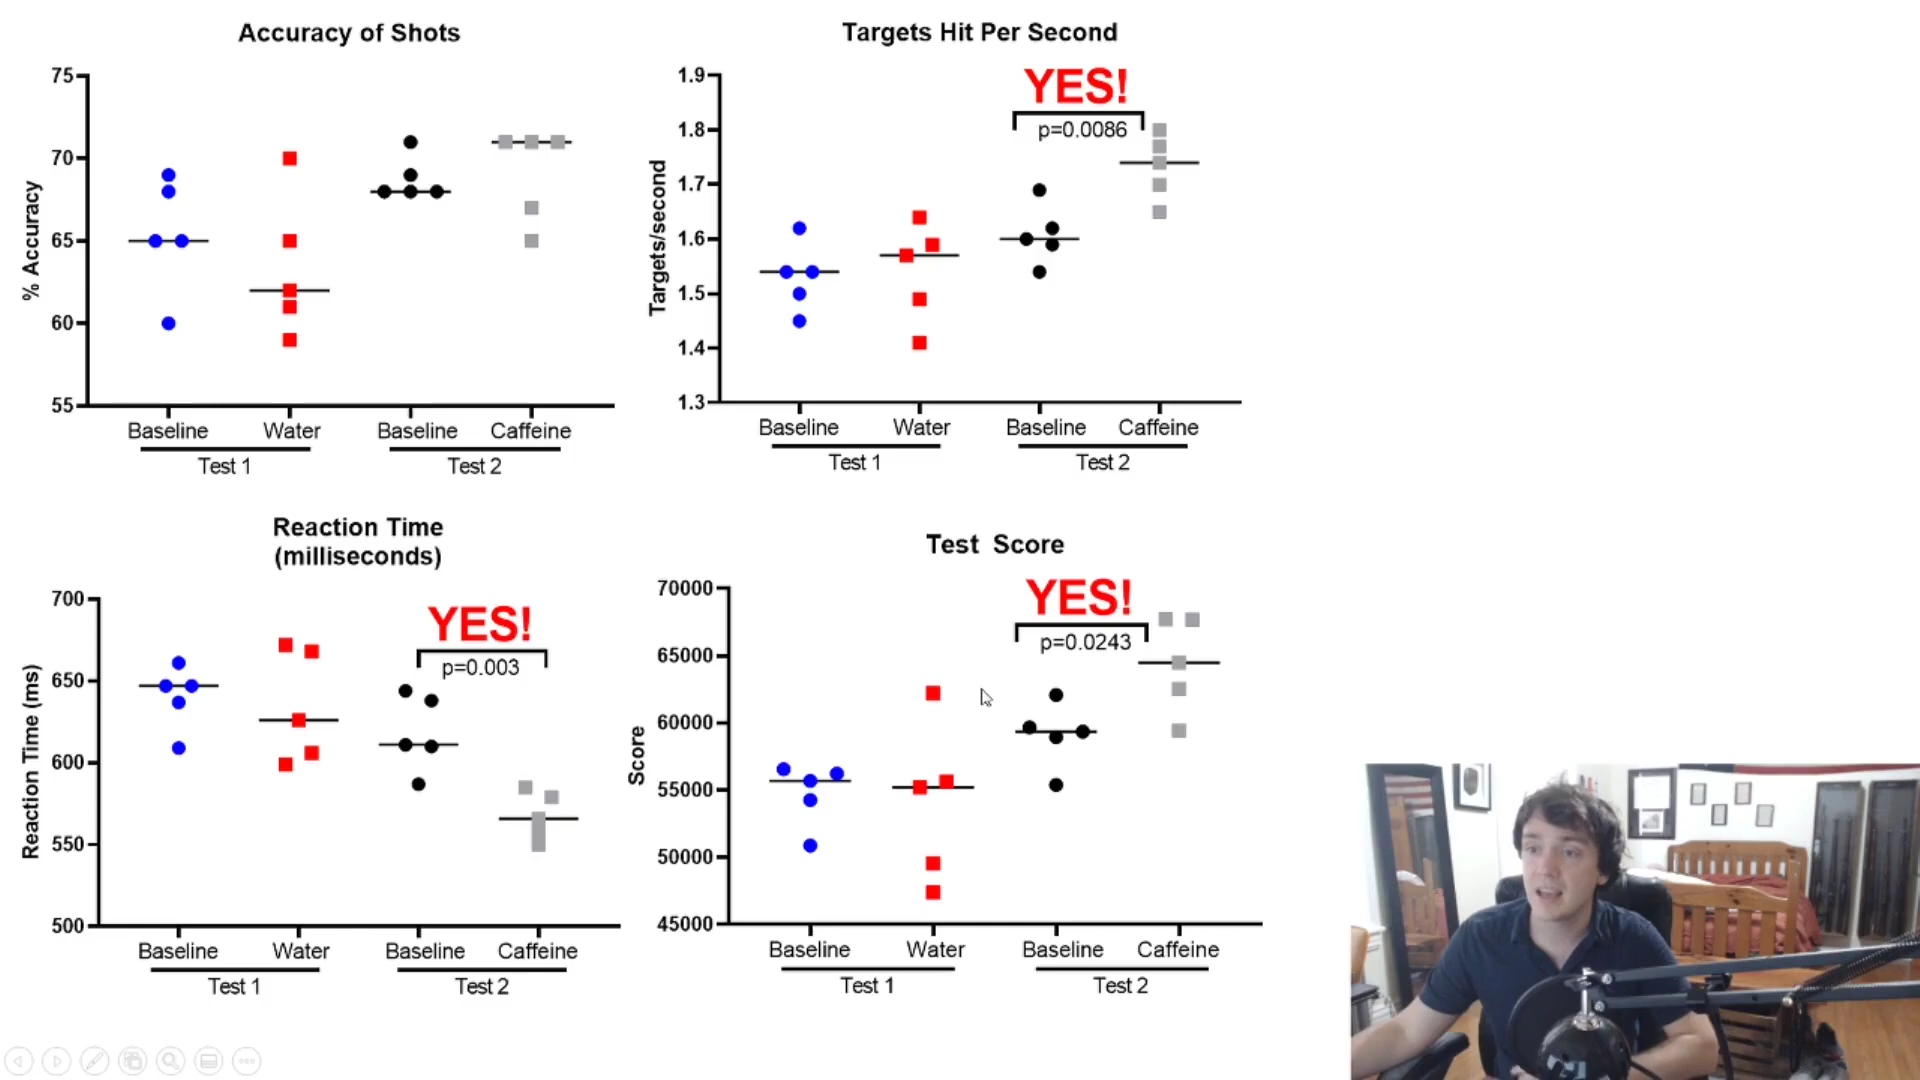 Accuracy of Shots
75
70
65
60
55
% Accuracy
Baseline Water Baseline Caffeine
Test 1 Test 2
Targets Hit Per Second
YES!
p=0.0086
1.9
1.8
1.7
1.6
1.5
1.4
1.3
Targets/second
Baseline Water Baseline Caffeine
Test 1 Test 2
Reaction Time
(milliseconds)
YES!
p=0.003
700
650
600
550
500
Reaction Time (ms)
Baseline Water Baseline Caffeine
Test 1 Test 2
Test Score
YES!
p=0.0243
70000
65000
60000
55000
50000
45000
Score
Baseline Water Baseline Caffeine
Test 1 Test 2